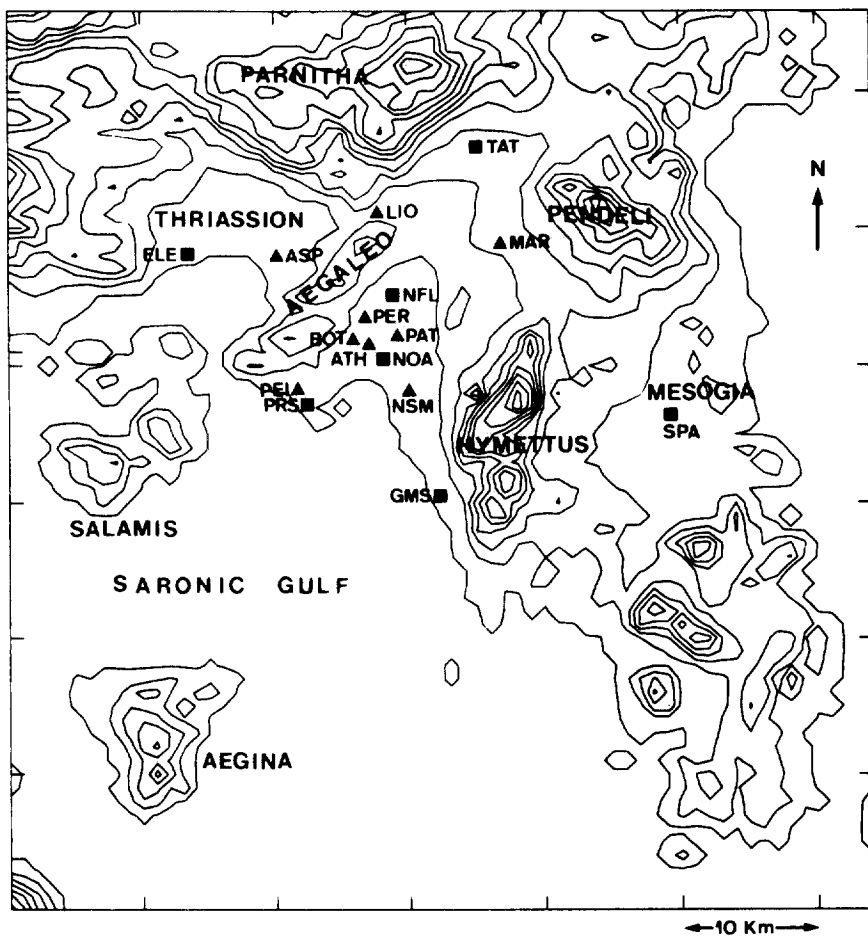 PARNITHA
TAT
N
PENDELI
THRIASSION
LIO
MAR
ELE
ASP
AEGALEO
NFL
PER
BOT
PAT
ATH
NOA
PEI
PRS
NSM
MESOGIA
SPA
HYMETTUS
GMS
SALAMIS
SARONIC GULF
AEGINA
10 Km